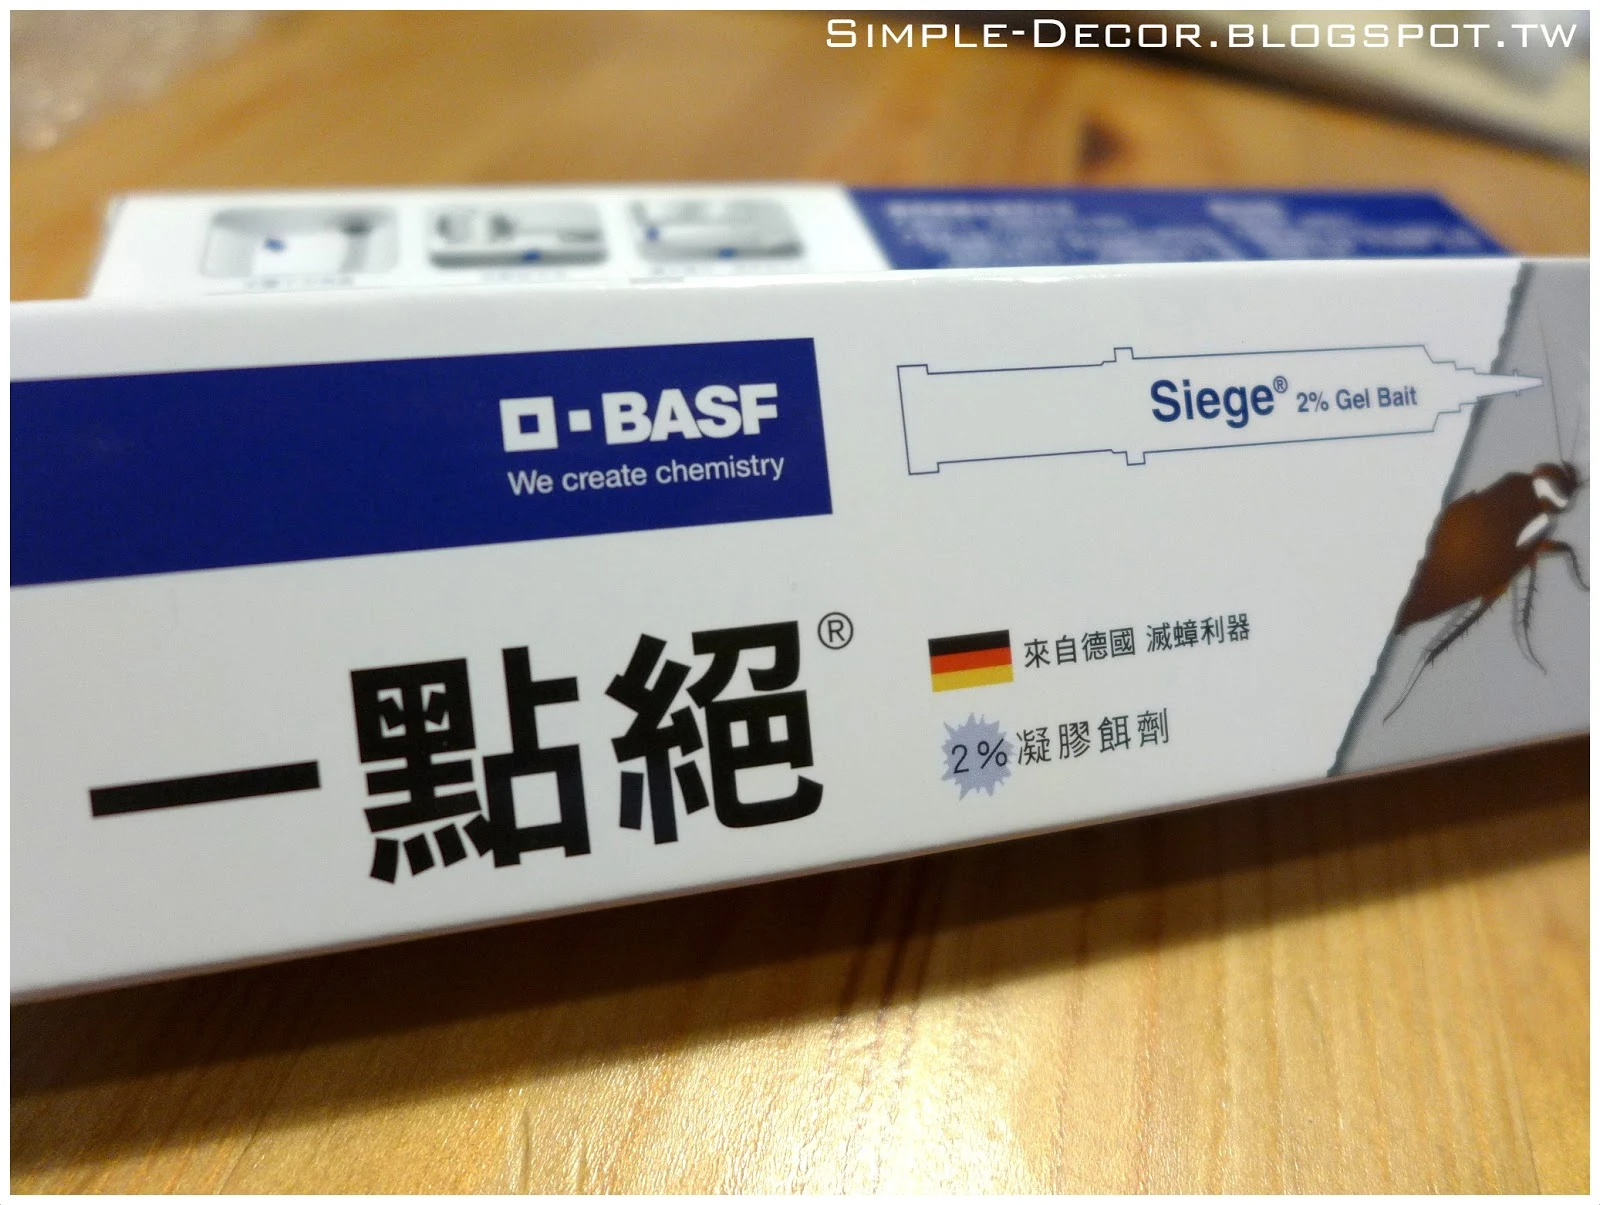 SIMPLE-DECOR.BLOGSPOT.TW
BASF
We create chemistry
Siege® 2% Gel Bait
一點絕®
來自德國 滅蟑利器
2%凝膠餌劑